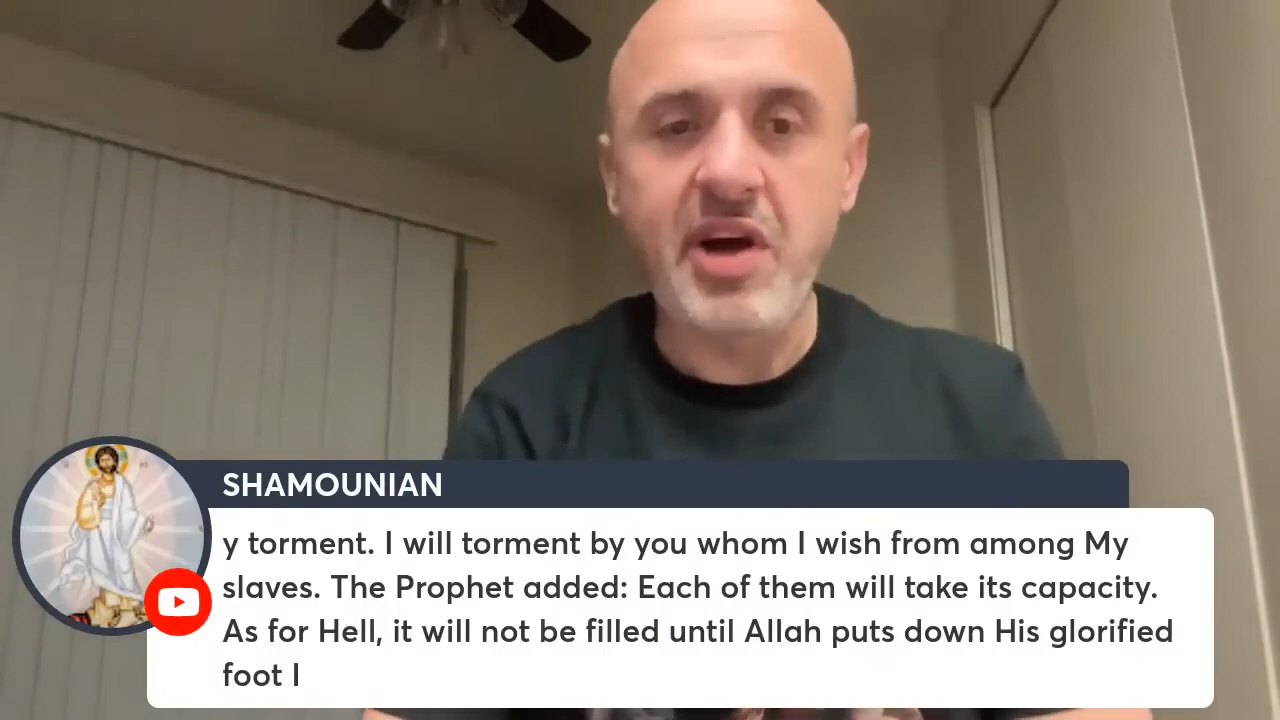 SHAMOUNIAN
y torment. I will torment by you whom I wish from among My
slaves. The Prophet added: Each of them will take its capacity.
As for Hell, it will not be filled until Allah puts down His glorified
foot I